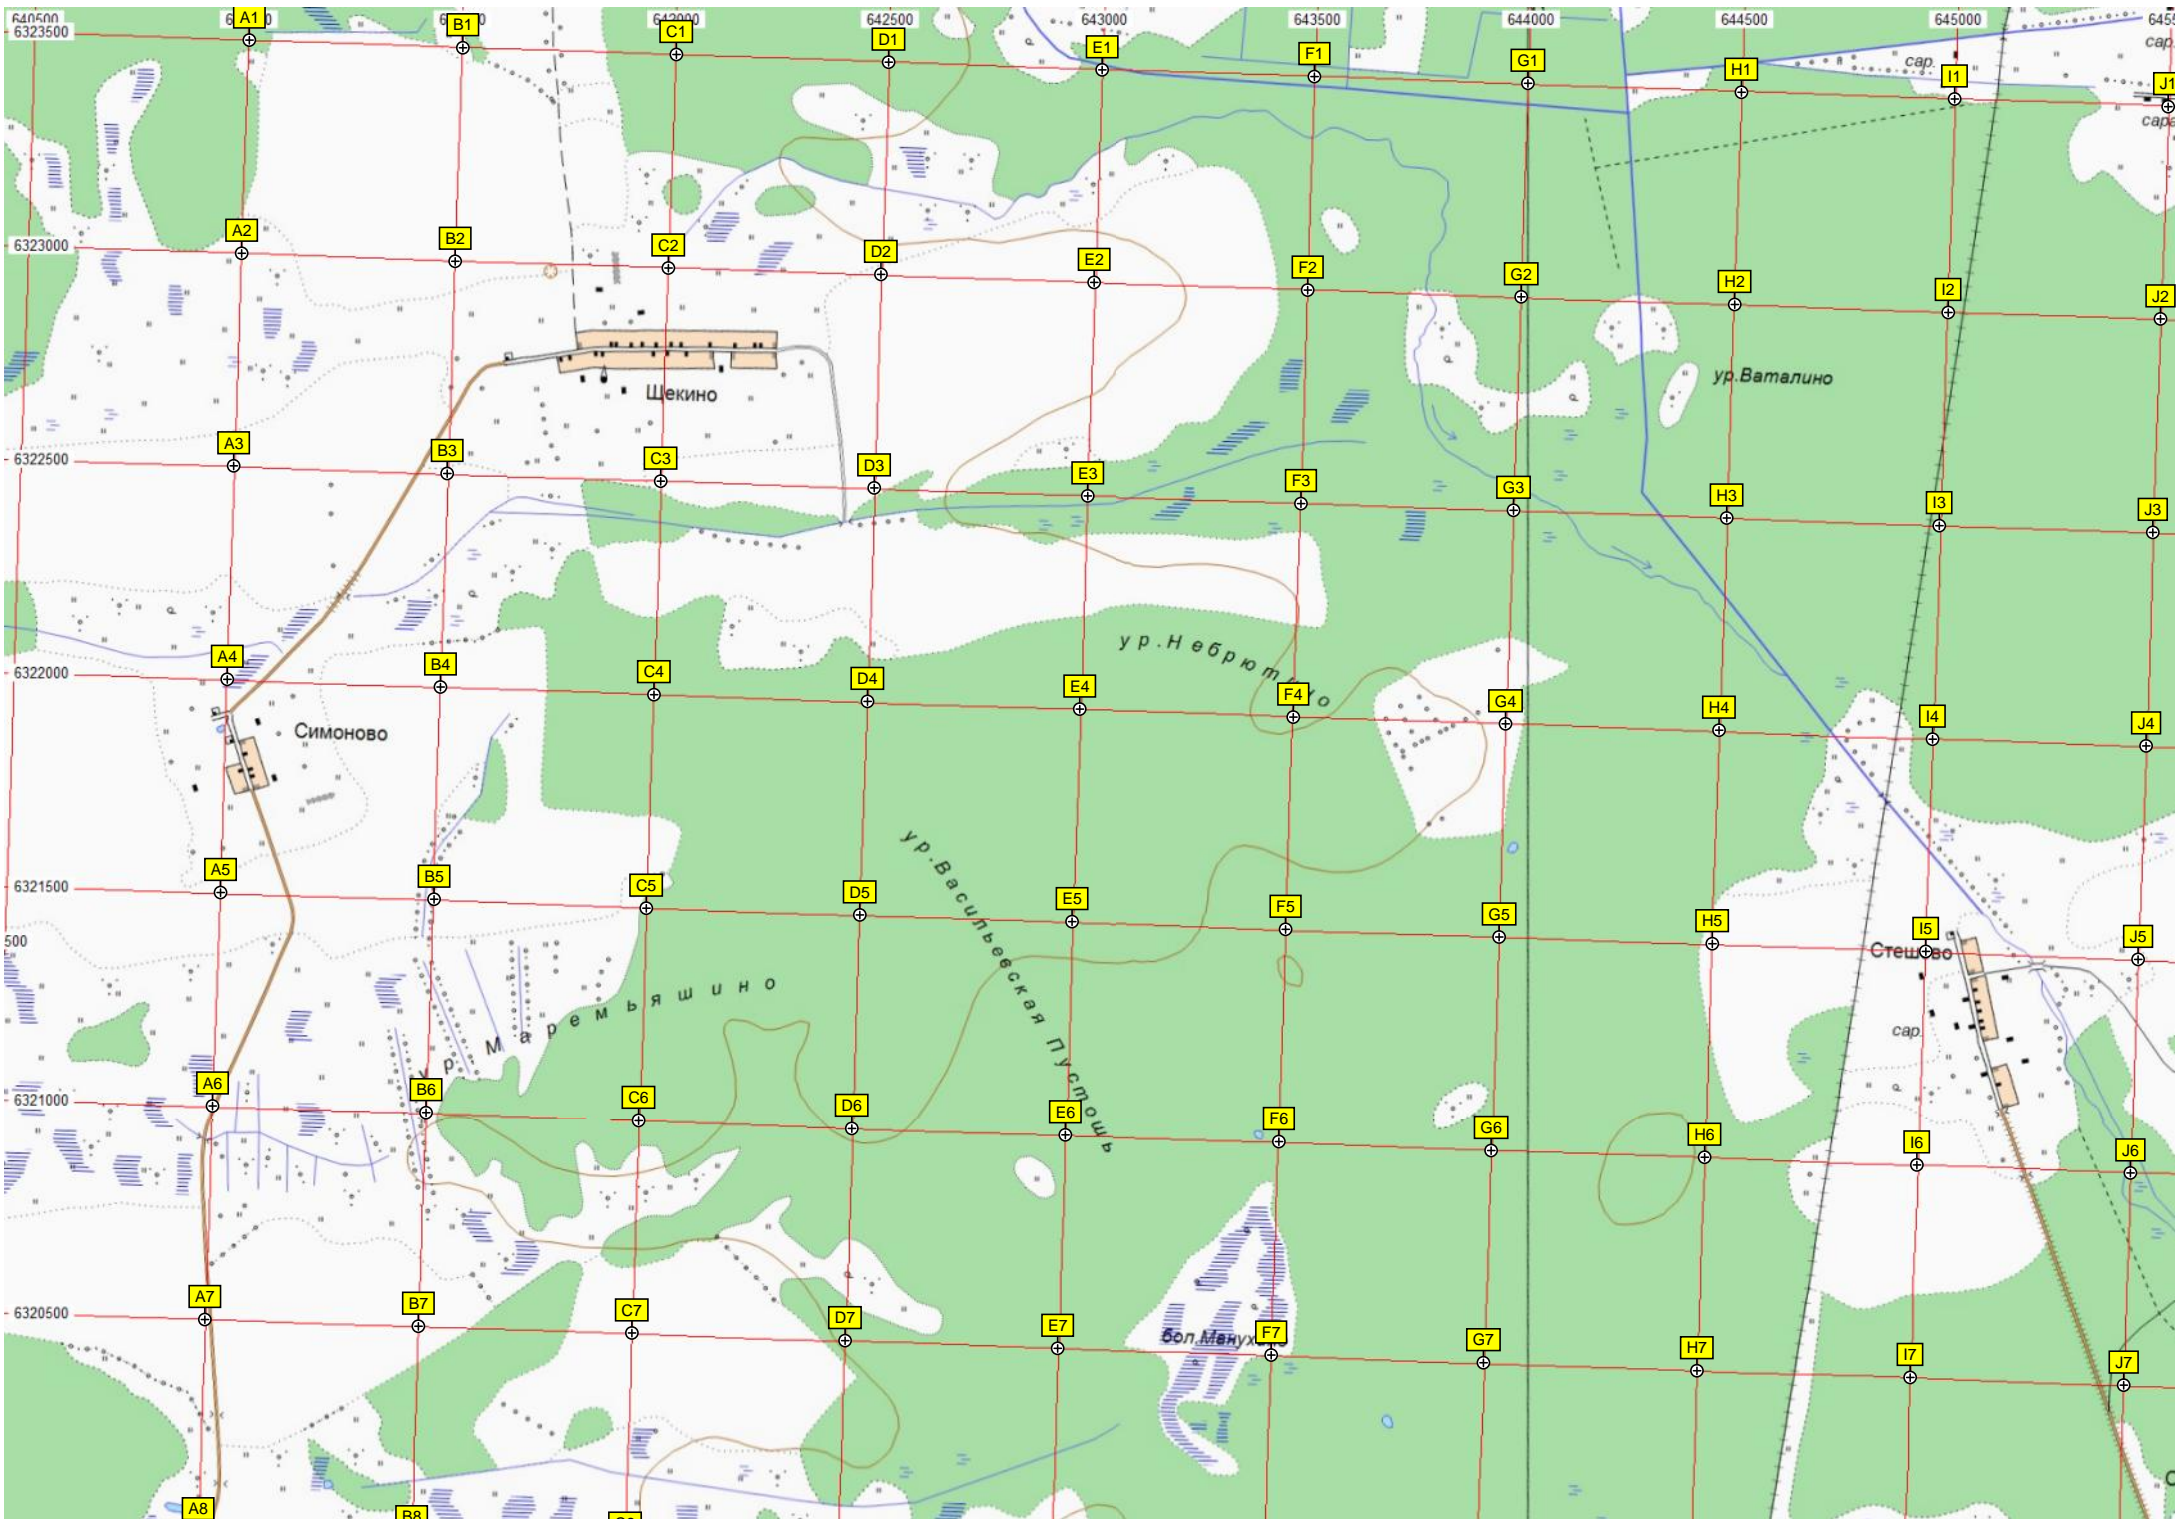 640500 642000 642500 643000 643500 644000 644500 645000
6323500 A1 B1 C1 D1 E1 F1 G1 H1 I1 J1
сар.
сар.
6323000 A2 B2 C2 D2 E2 F2 G2 H2 I2 J2
ур.Ваталино
Щекино
6322500 A3 B3 C3 D3 E3 F3 G3 H3 I3 J3
ур.Небрютино
6322000 A4 B4 C4 D4 E4 F4 G4 H4 I4 J4
Симоново
ур.Васильевская Пустошь
6321500 A5 B5 C5 D5 E5 F5 G5 H5 I5 J5
500
Стешово
ур. Маремьяшино
сар.
6321000 A6 B6 C6 D6 E6 F6 G6 H6 I6 J6
6320500 A7 B7 C7 D7 E7 F7 G7 H7 I7 J7
A8 B8